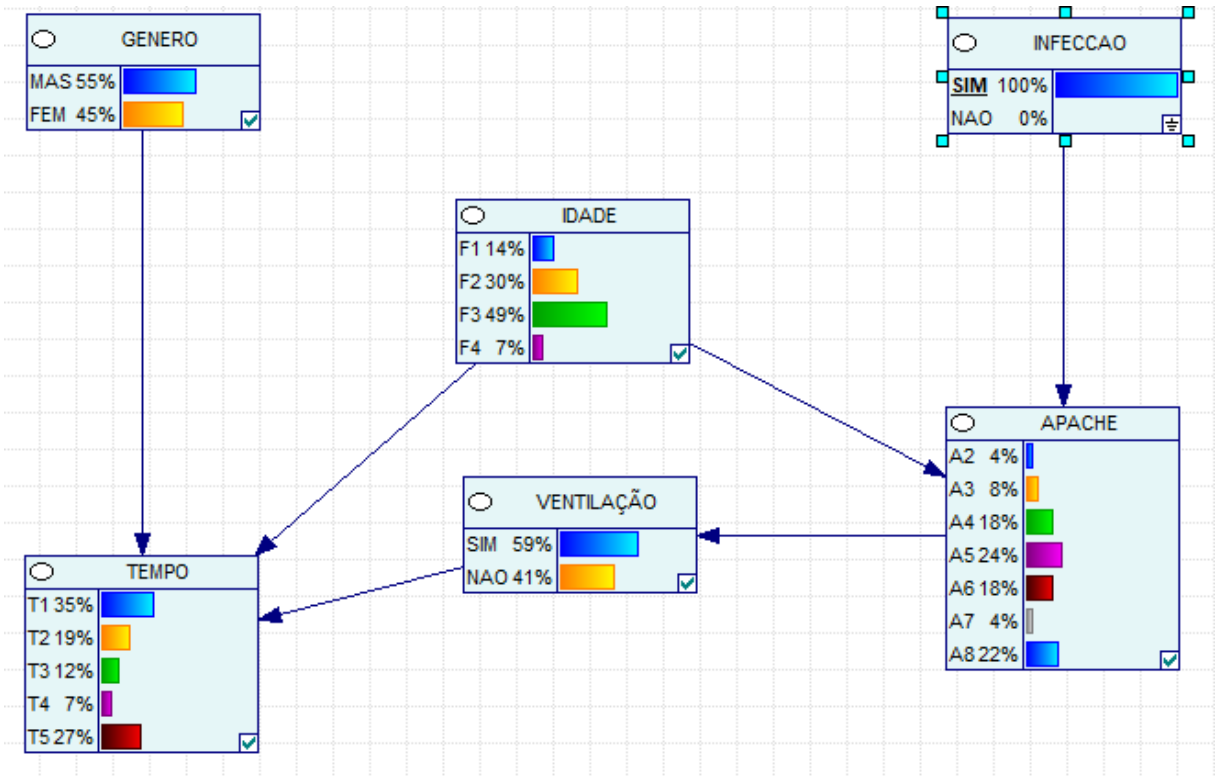 GENERO
MAS 55%
FEM 45%
INFECCAO
SIM 100%
NAO 0%
IDADE
F1 14%
F2 30%
F3 49%
F4 7%
APACHE
A2 4%
A3 8%
A4 18%
A5 24%
A6 18%
A7 4%
A8 22%
VENTILAÇÃO
SIM 59%
NAO 41%
TEMPO
T1 35%
T2 19%
T3 12%
T4 7%
T5 27%